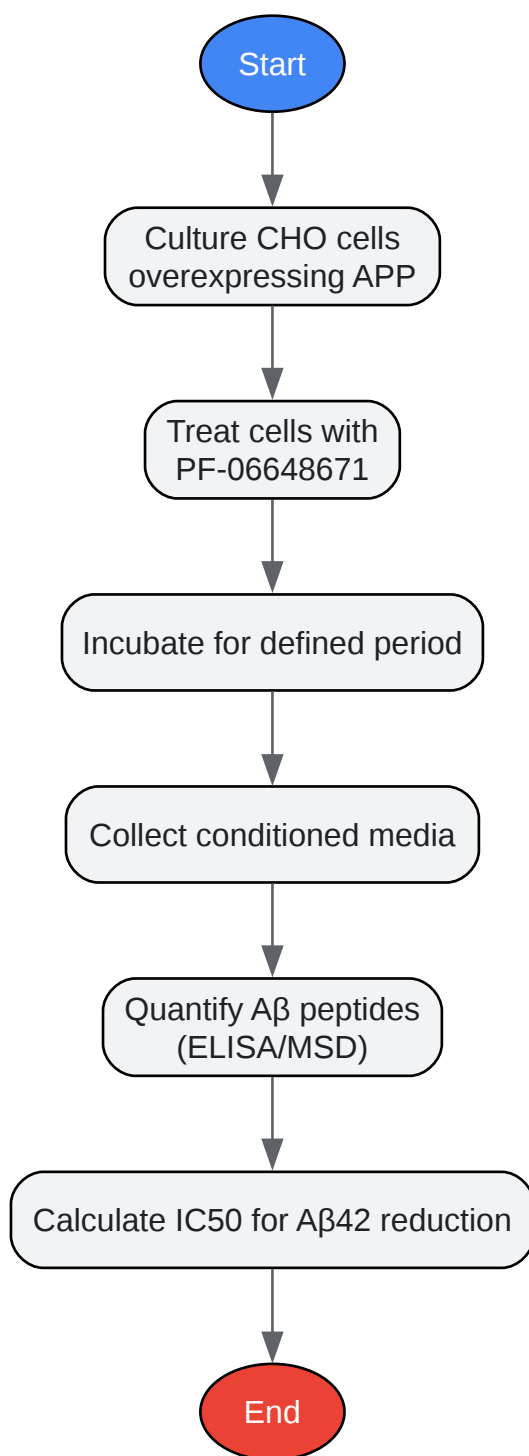 Start
Culture CHO cells
overexpressing APP
Treat cells with
PF-06648671
Incubate for defined period
Collect conditioned media
Quantify Aβ peptides
(ELISA/MSD)
Calculate IC50 for Aβ42 reduction
End